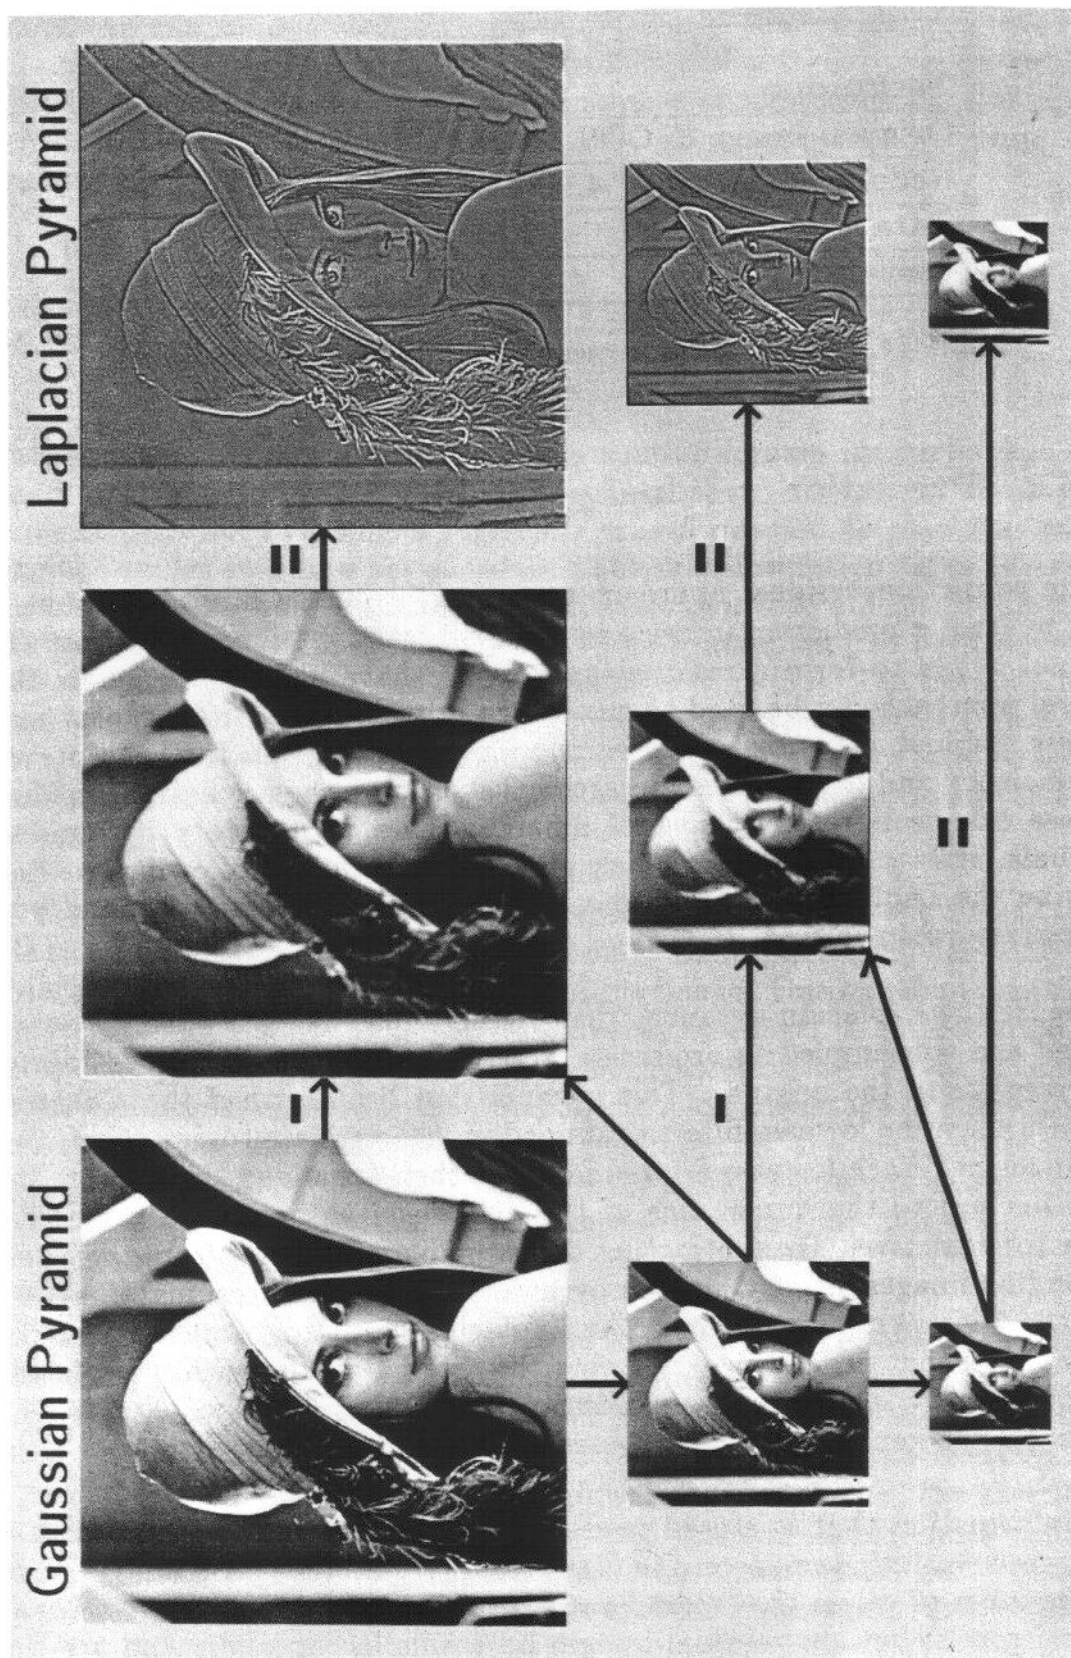 Gaussian Pyramid
Laplacian Pyramid
- =
- =
=